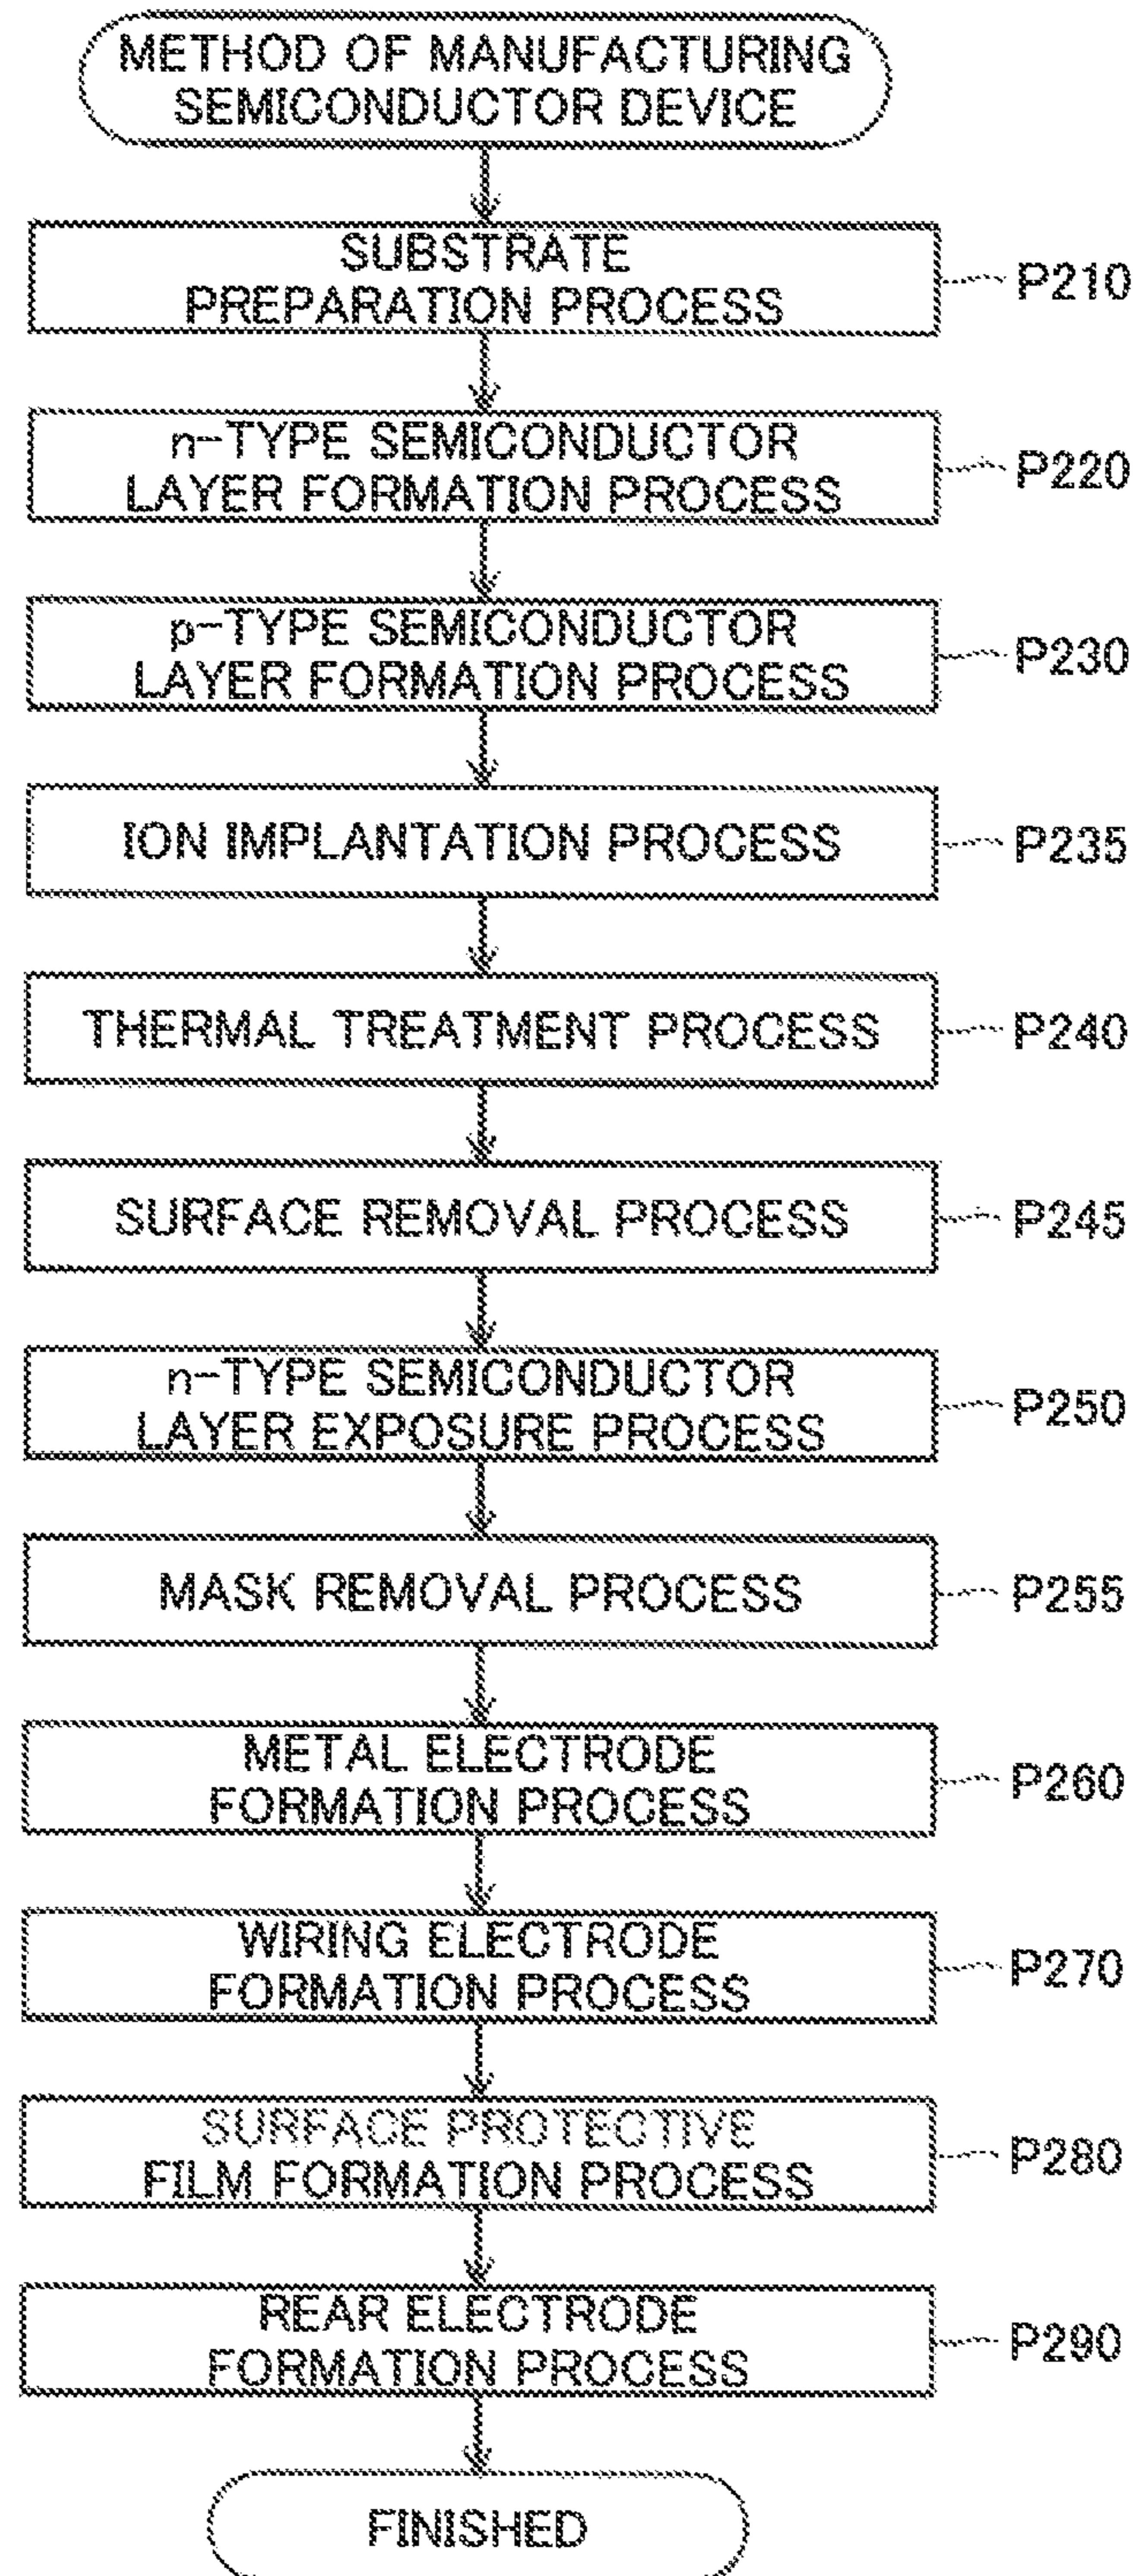 METHOD OF MANUFACTURING
SEMICONDUCTOR DEVICE
SUBSTRATE
PREPARATION PROCESS
P210
n-TYPE SEMICONDUCTOR
LAYER FORMATION PROCESS
P220
p-TYPE SEMICONDUCTOR
LAYER FORMATION PROCESS
P230
ION IMPLANTATION PROCESS
P235
THERMAL TREATMENT PROCESS
P240
SURFACE REMOVAL PROCESS
P245
n-TYPE SEMICONDUCTOR
LAYER EXPOSURE PROCESS
P250
MASK REMOVAL PROCESS
P255
METAL ELECTRODE
FORMATION PROCESS
P260
WIRING ELECTRODE
FORMATION PROCESS
P270
SURFACE PROTECTIVE
FILM FORMATION PROCESS
P280
REAR ELECTRODE
FORMATION PROCESS
P290
FINISHED